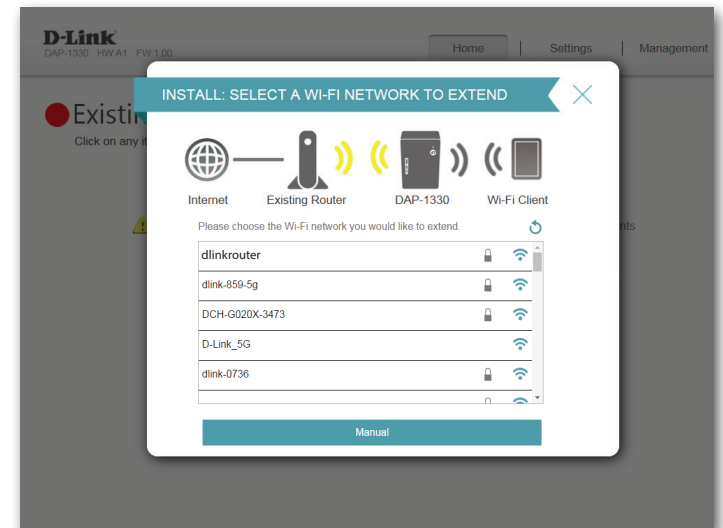 D-Link
DAP-1330 HW:A1 FW:1.00
Home | Settings | Management
INSTALL: SELECT A WI-FI NETWORK TO EXTEND
Existi
Click on any it
Internet Existing Router DAP-1330 Wi-Fi Client
Please choose the Wi-Fi network you would like to extend.
nts
dlinkrouter
dlink-859-5g
DCH-G020X-3473
D-Link_5G
dlink-0736
Manual